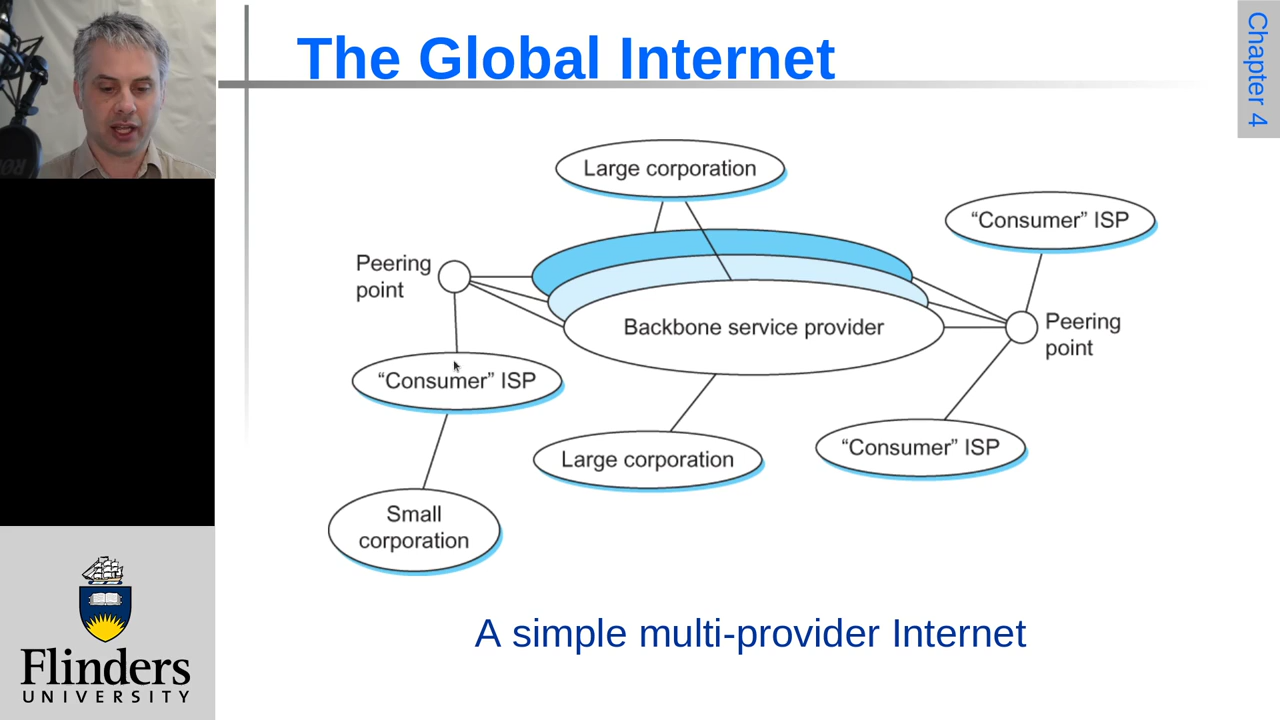 The Global Internet
Chapter 4
Large corporation
“Consumer” ISP
Peering
point
Backbone service provider
Peering
point
“Consumer” ISP
Large corporation
“Consumer” ISP
Small
corporation
A simple multi-provider Internet
Flinders
UNIVERSITY